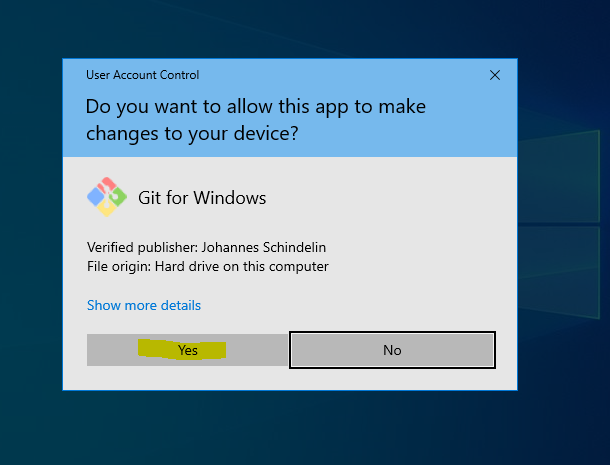 User Account Control
Do you want to allow this app to make
changes to your device?
Git for Windows
Verified publisher: Johannes Schindelin
File origin: Hard drive on this computer
Show more details
Yes
No